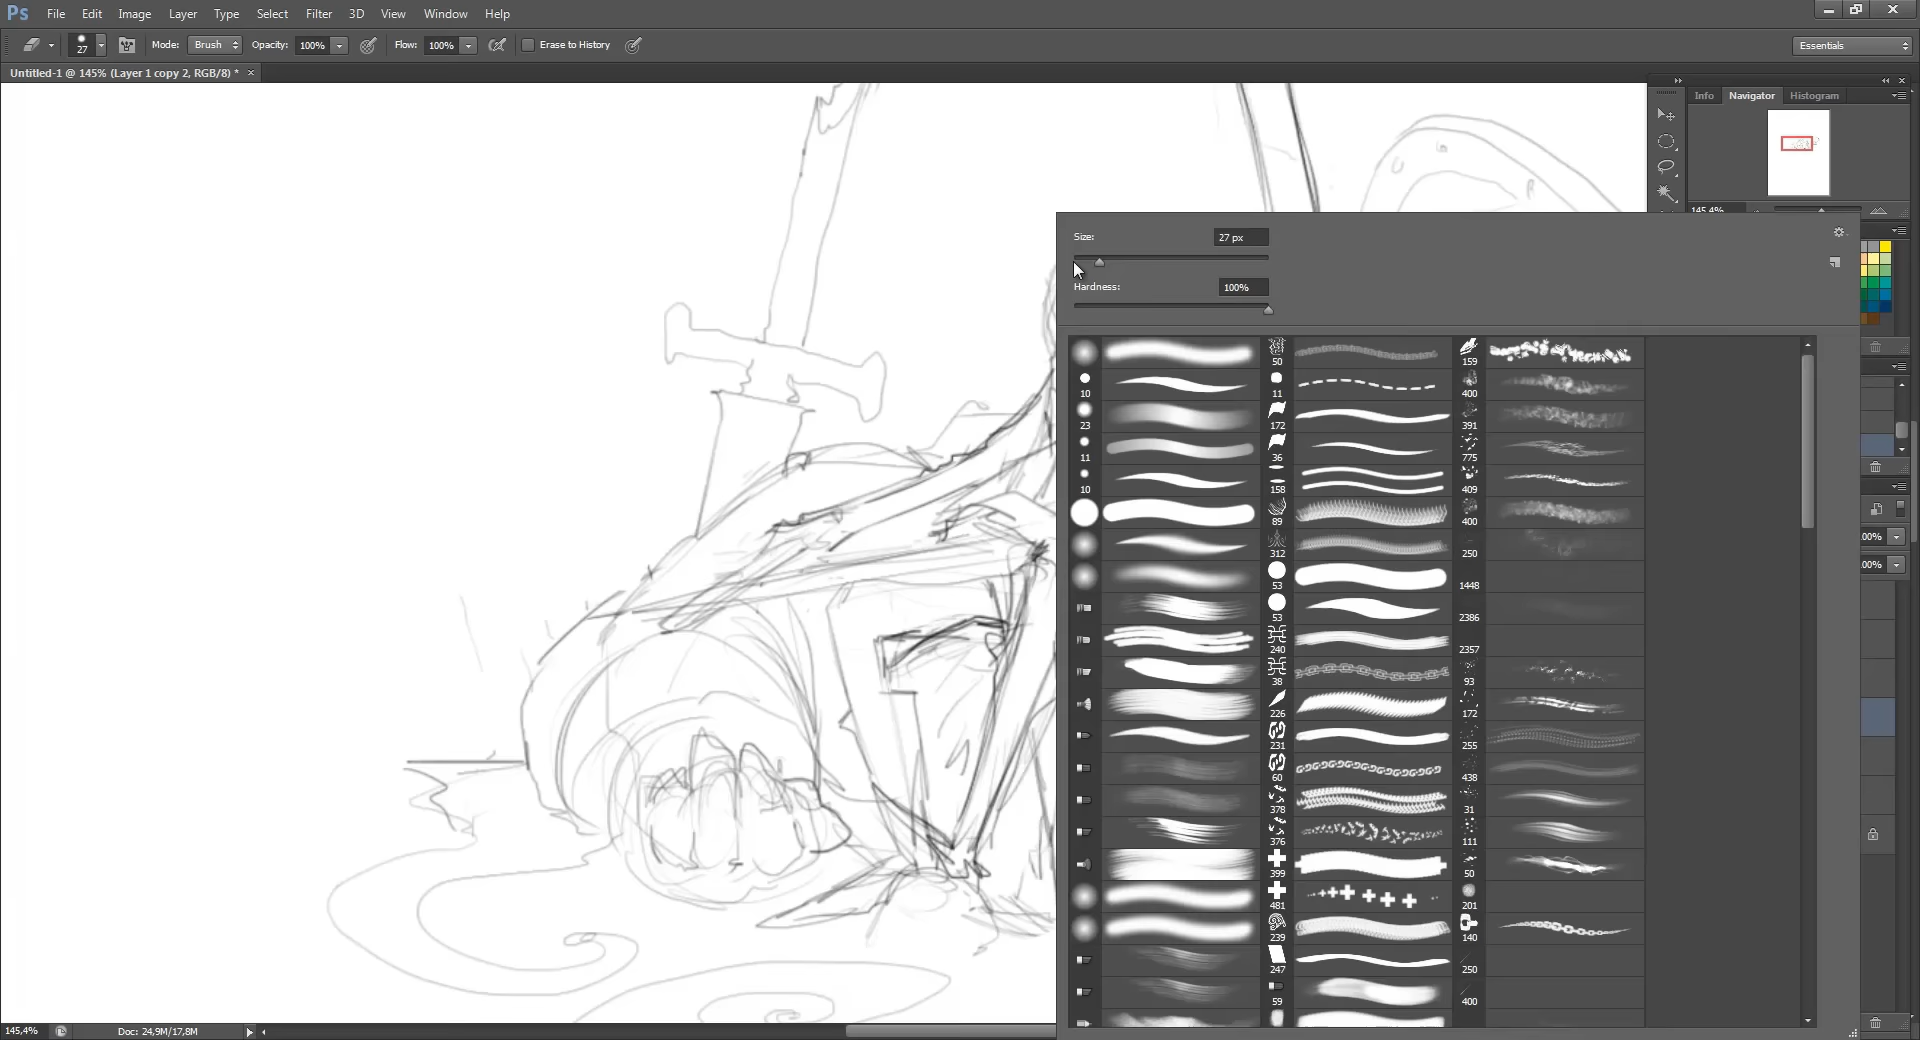 Ps File Edit Image Layer Type Select Filter 3D View Window Help
27 Mode: Brush Opacity: 100% Flow: 100% Erase to History Essentials
Untitled-1 @ 145% (Layer 1 copy 2, RGB/8) * ×
Info Navigator Histogram
145,4%
Size: 27 px
Hardness: 100%
50 159
10 11 400
23 172 391
11 36 775
10 158 409
89 400
312 250
53 1448
53 2386
240 2357
38 93
226 172
231 255
60 438
378 31
376 111
399 50
481 201
239 140
247 250
59 400
00%
00%
145,4% Doc: 24,9M/17,8M